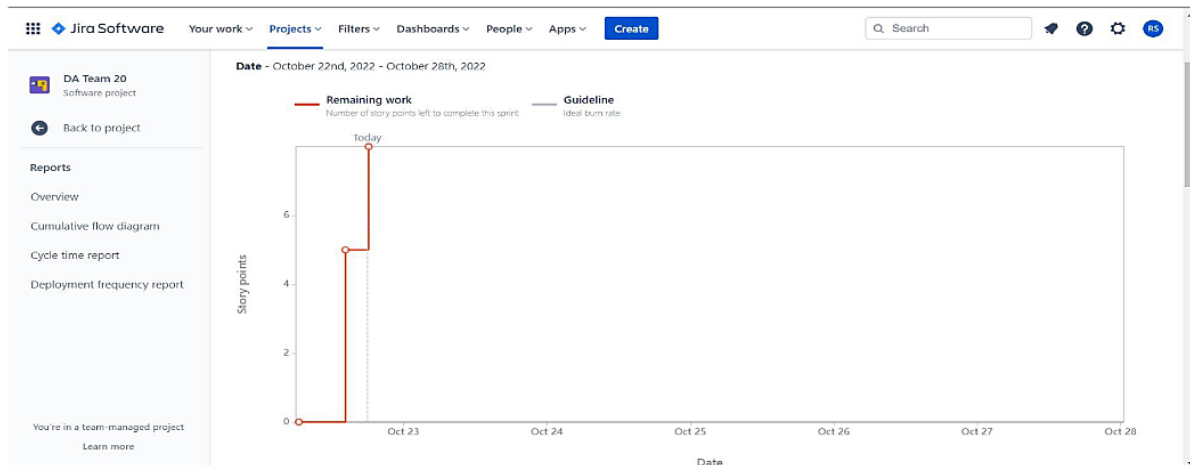 Jira Software Your work Projects Filters Dashboards People Apps Create Search RS
DA Team 20
Software project
Back to project
Reports
Overview
Cumulative flow diagram
Cycle time report
Deployment frequency report
You're in a team-managed project
Learn more
Date - October 22nd, 2022 - October 28th, 2022
Remaining work
Number of story points left to complete this sprint
Guideline
Ideal burn rate
Today
Story points
6
4
2
0
Oct 23 Oct 24 Oct 25 Oct 26 Oct 27 Oct 28
Date